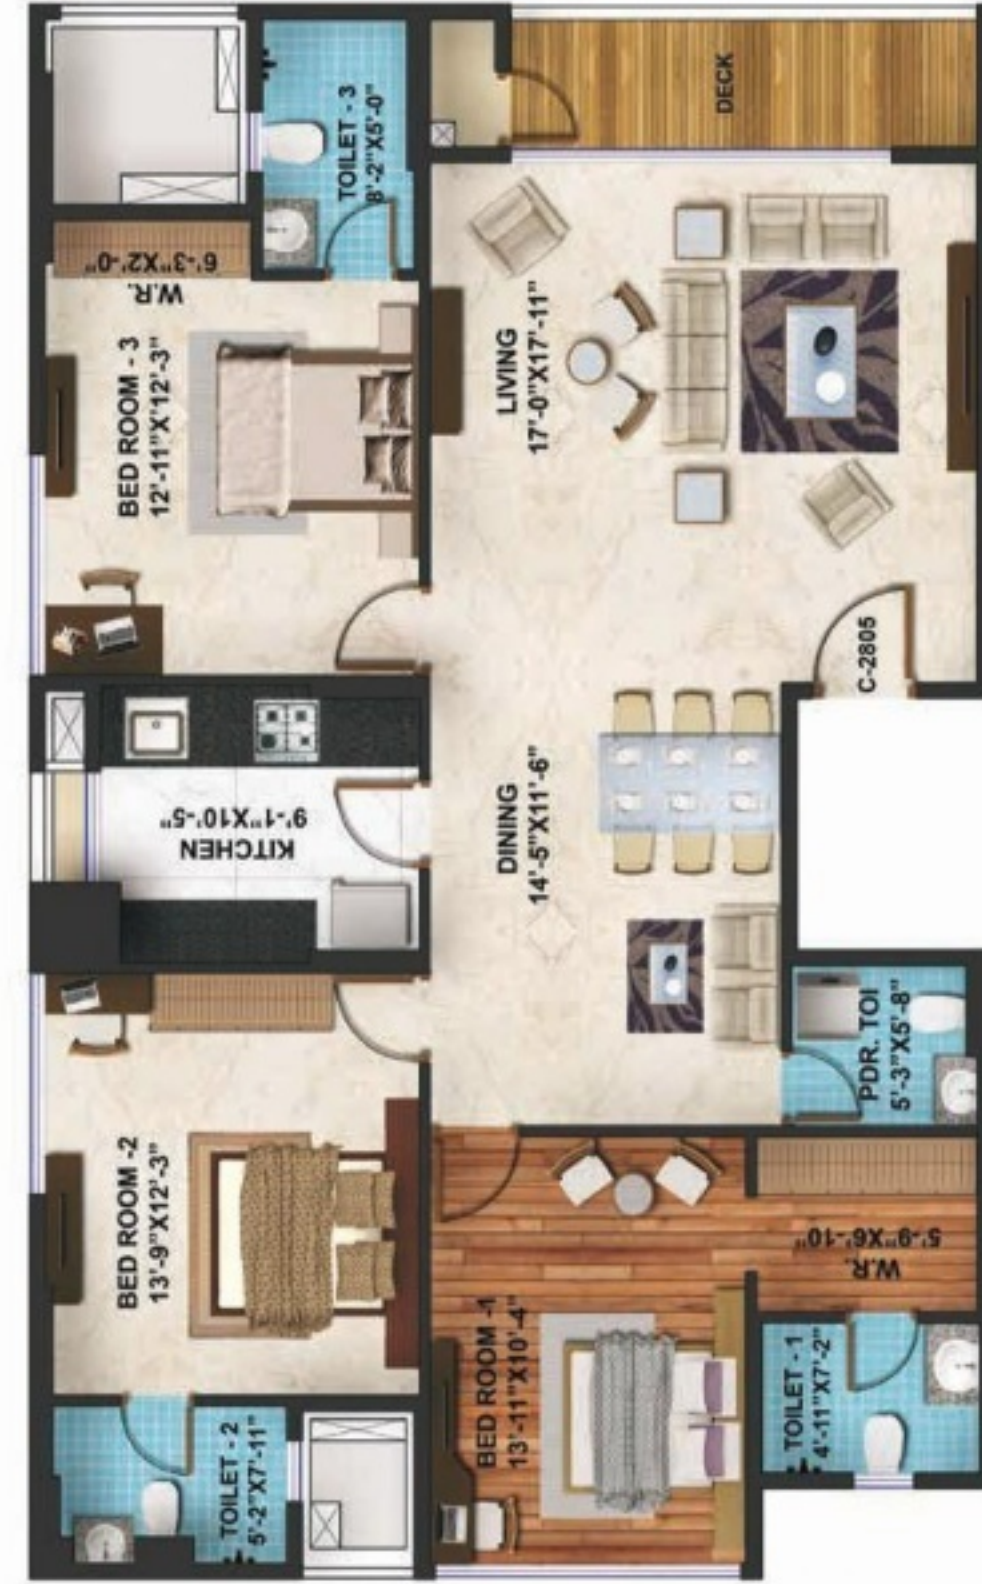 TOILET - 3
8'-2"X5'-0"
DECK
W.R.
6'-3"X2'-0"
BED ROOM - 3
12'-11"X'12'-3"
LIVING
17'-0"X17'-11"
C-2805
KITCHEN
9'-1"X10'-5"
DINING
14'-5"X11'-6"
PDR. TOI
5'-3"X5'-8"
BED ROOM -2
13'-9"X12'-3"
W.R.
5'-9"X6'-10"
BED ROOM -1
13'-11"X10'-4"
TOILET - 1
4'-11"X7'-2"
TOILET - 2
5'-2"X7'-11"